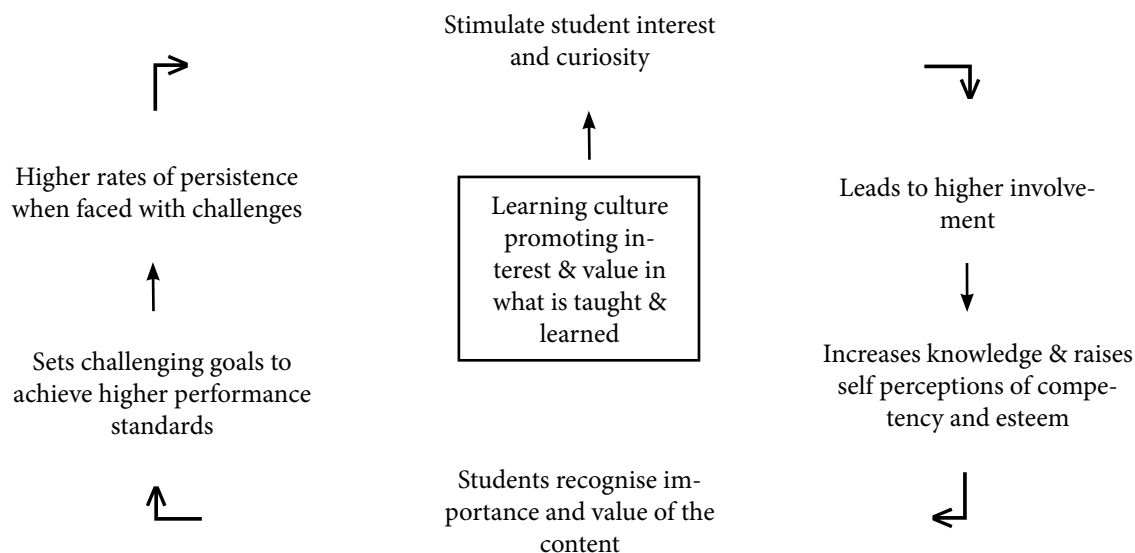 Stimulate student interest
and curiosity
Higher rates of persistence
when faced with challenges
Learning culture
promoting in-
terest & value in
what is taught &
learned
Leads to higher involve-
ment
Sets challenging goals to
achieve higher performance
standards
Increases knowledge & raises
self perceptions of compe-
tency and esteem
Students recognise im-
portance and value of the
content